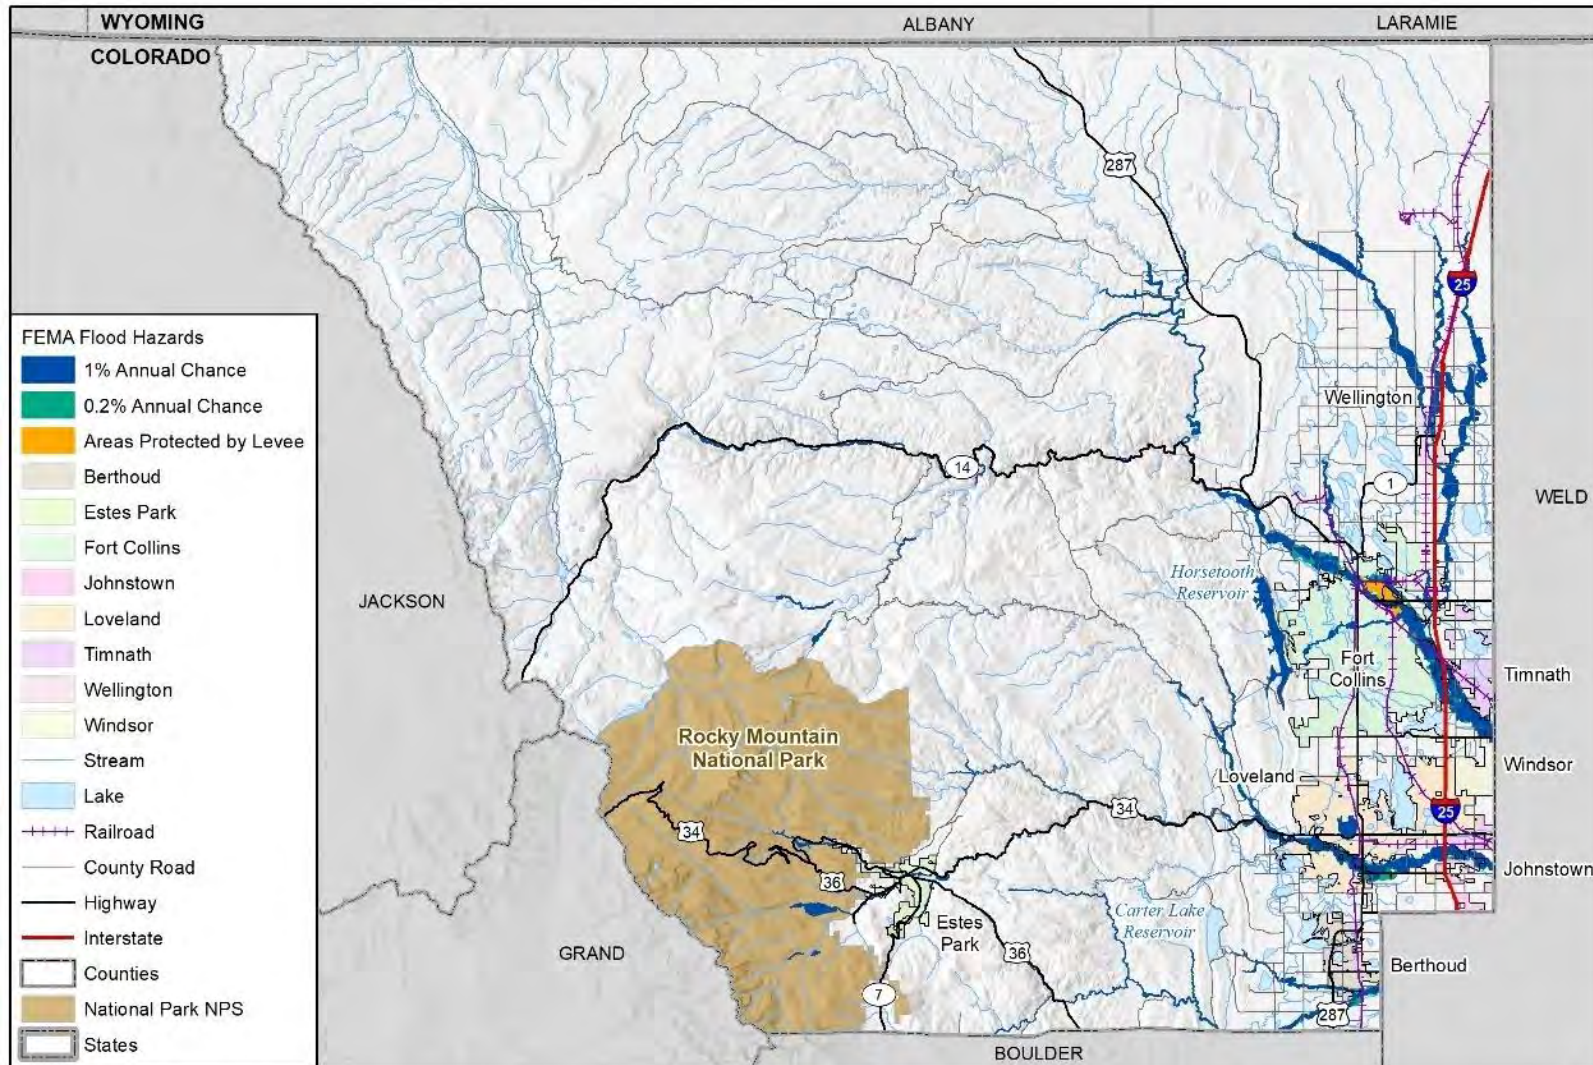 WYOMING
ALBANY
LARAMIE
COLORADO
287
25
FEMA Flood Hazards
1% Annual Chance
0.2% Annual Chance
Areas Protected by Levee
Berthoud
Estes Park
Fort Collins
Johnstown
Loveland
Timnath
Wellington
Windsor
Stream
Lake
Railroad
County Road
Highway
Interstate
Counties
National Park NPS
States
Wellington
14
1
WELD
JACKSON
Horsetooth
Reservoir
Fort
Collins
Timnath
Rocky Mountain
National Park
Loveland
Windsor
34
34
25
36
Johnstown
Estes
Park
Carter Lake
Reservoir
GRAND
36
Berthoud
7
287
BOULDER